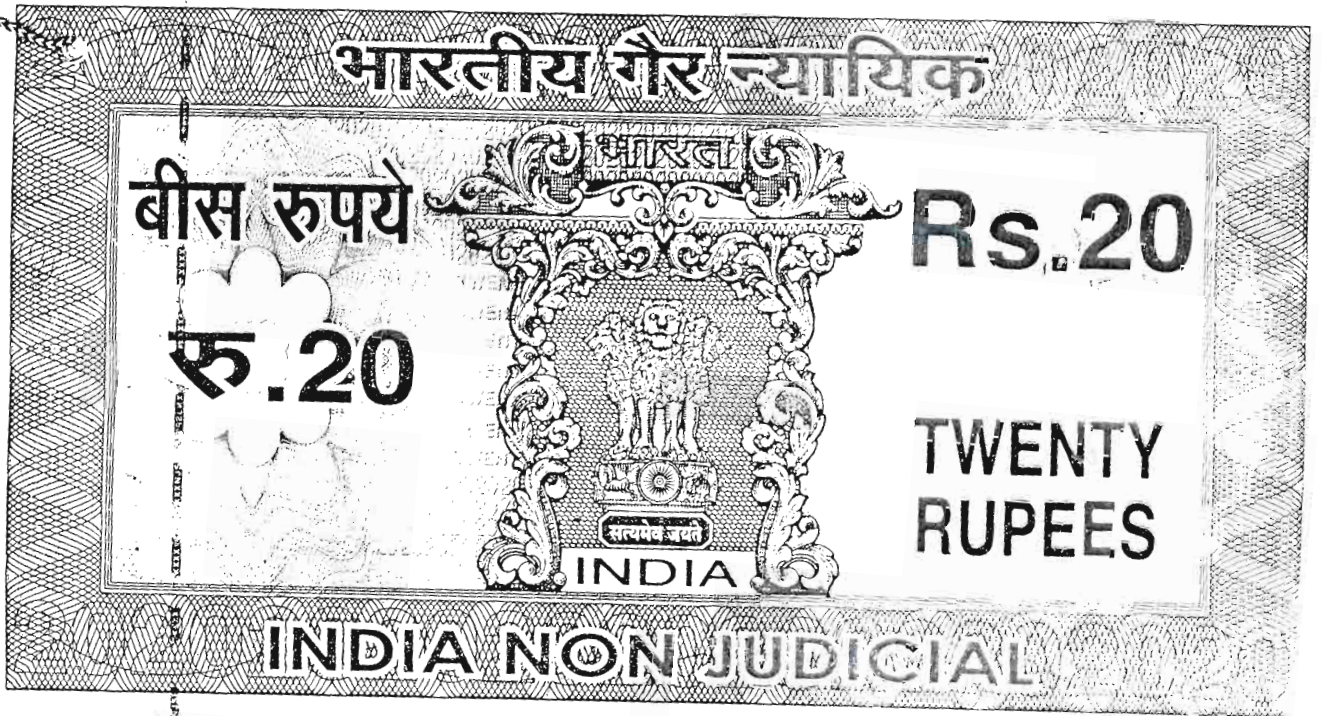 भारतीय गैर न्यायिक
भारत
बीस रुपये
Rs.20
रु.20
TWENTY
RUPEES
सत्यमेव जयते
INDIA
INDIA NON JUDICIAL